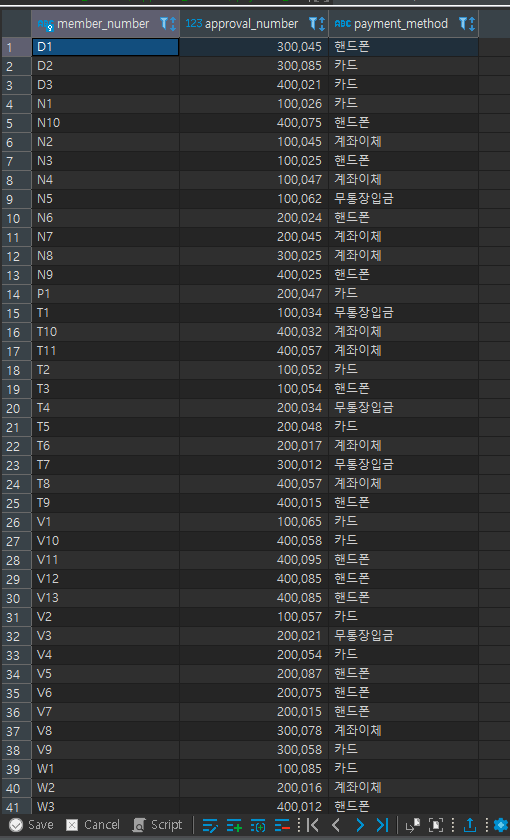 ABC member_number 123 approval_number ABC payment_method
1 D1 300,045 핸드폰
2 D2 300,085 카드
3 D3 400,021 카드
4 N1 100,026 카드
5 N10 400,075 핸드폰
6 N2 100,045 계좌이체
7 N3 100,025 핸드폰
8 N4 100,047 계좌이체
9 N5 100,062 무통장입금
10 N6 200,024 핸드폰
11 N7 200,045 계좌이체
12 N8 300,025 계좌이체
13 N9 400,025 핸드폰
14 P1 200,047 카드
15 T1 100,034 무통장입금
16 T10 400,032 계좌이체
17 T11 400,057 계좌이체
18 T2 100,052 카드
19 T3 100,054 핸드폰
20 T4 200,034 무통장입금
21 T5 200,048 카드
22 T6 200,017 계좌이체
23 T7 300,012 무통장입금
24 T8 400,057 계좌이체
25 T9 400,015 핸드폰
26 V1 100,065 카드
27 V10 400,058 카드
28 V11 400,095 핸드폰
29 V12 400,085 핸드폰
30 V13 400,085 핸드폰
31 V2 100,057 카드
32 V3 200,021 무통장입금
33 V4 200,054 카드
34 V5 200,087 핸드폰
35 V6 200,075 핸드폰
36 V7 200,015 핸드폰
37 V8 300,078 계좌이체
38 V9 300,058 카드
39 W1 100,085 카드
40 W2 200,016 계좌이체
41 W3 400,012 핸드폰
Save Cancel Script